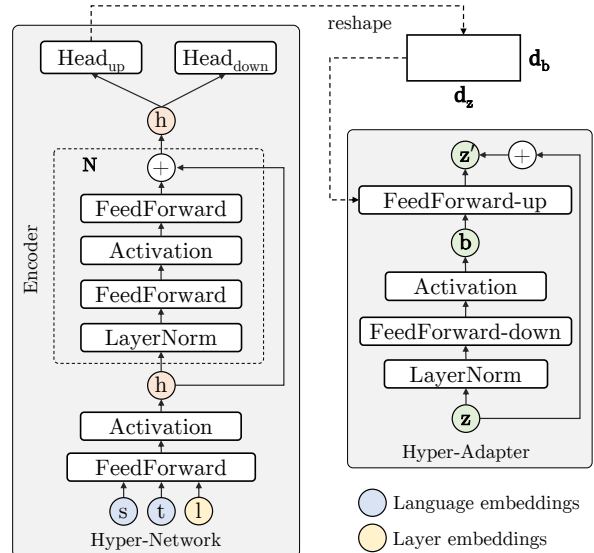 reshape
Head_up
Head_down
d_b
d_z
h
N
+
FeedForward
Activation
FeedForward
LayerNorm
Encoder
h
Activation
FeedForward
s
t
l
Hyper-Network
z′
+
FeedForward-up
b
Activation
FeedForward-down
LayerNorm
z
Hyper-Adapter
Language embeddings
Layer embeddings